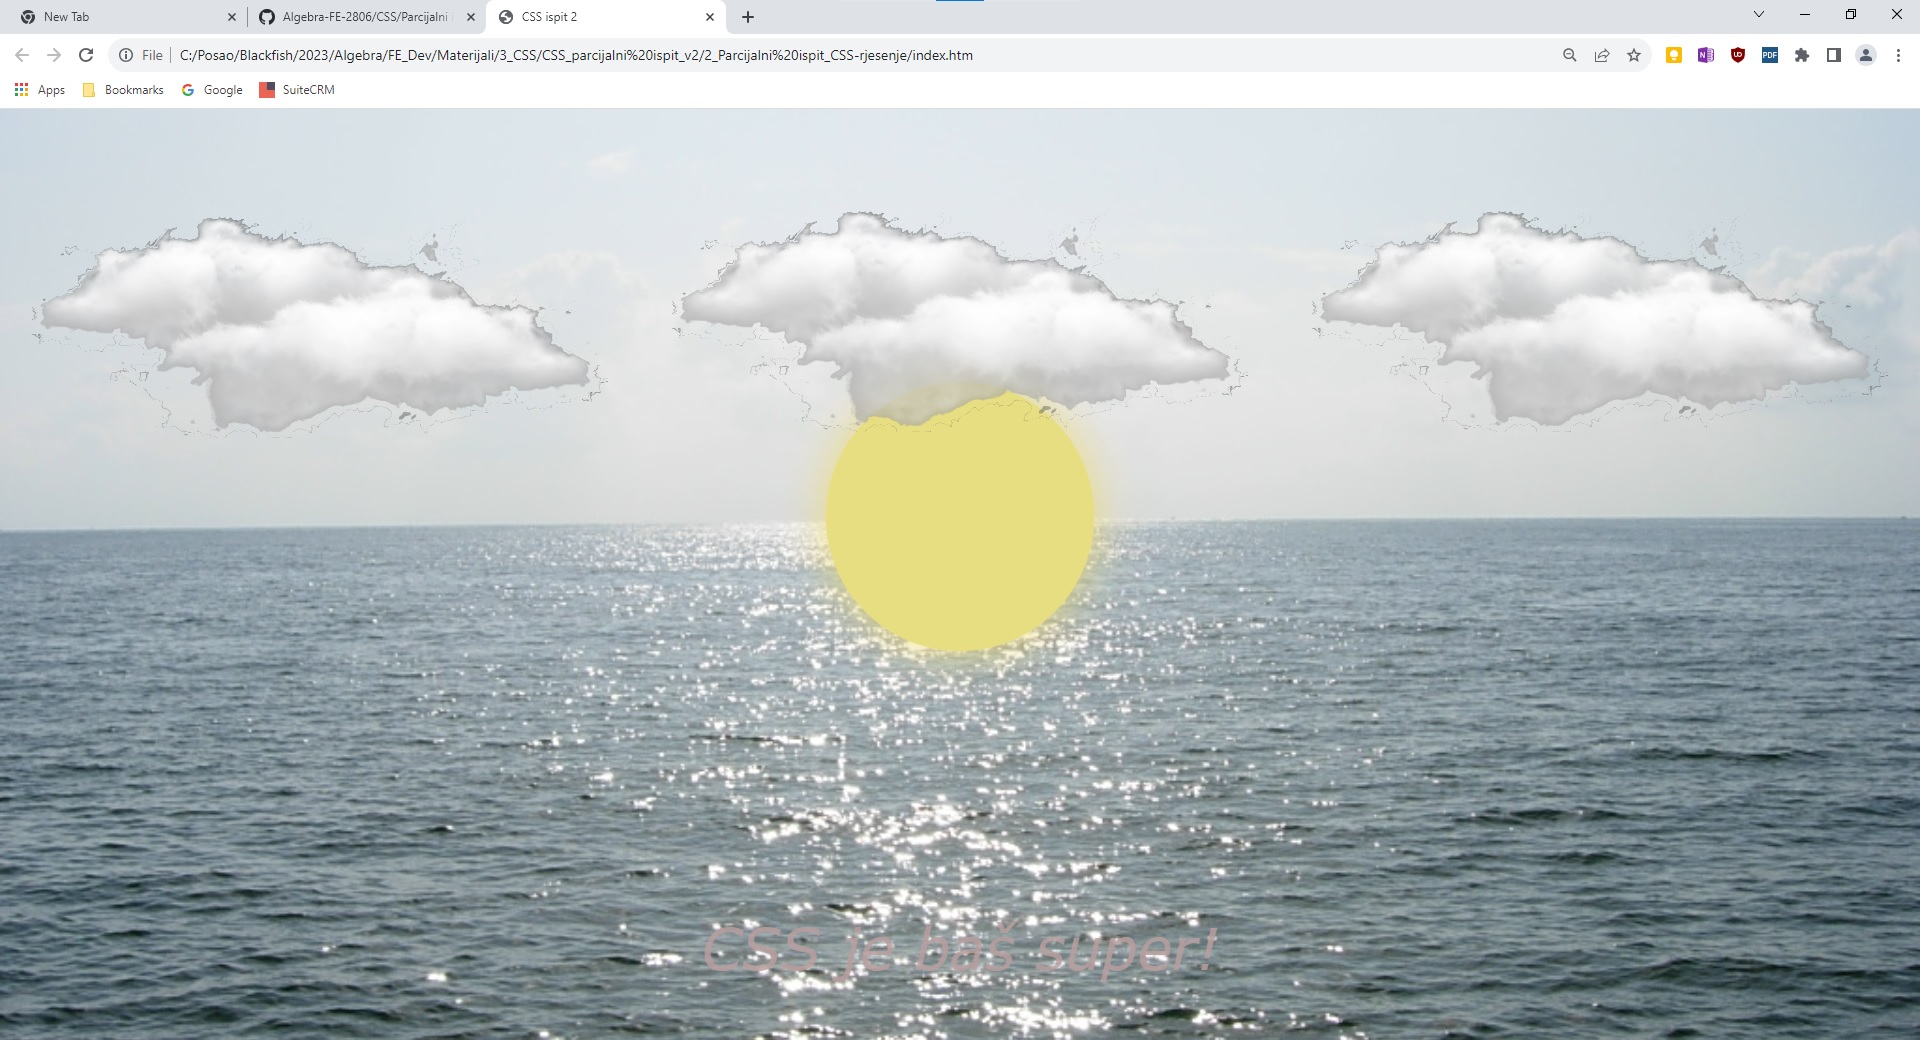 New Tab
Algebra-FE-2806/CSS/Parcijalni
CSS ispit 2
File
C:/Posao/Blackfish/2023/Algebra/FE_Dev/Materijali/3_CSS/CSS_parcijalni%20ispit_v2/2_Parcijalni%20ispit_CSS-rjesenje/index.htm
PDF
Apps
Bookmarks
Google
SuiteCRM
CSS je baš super!